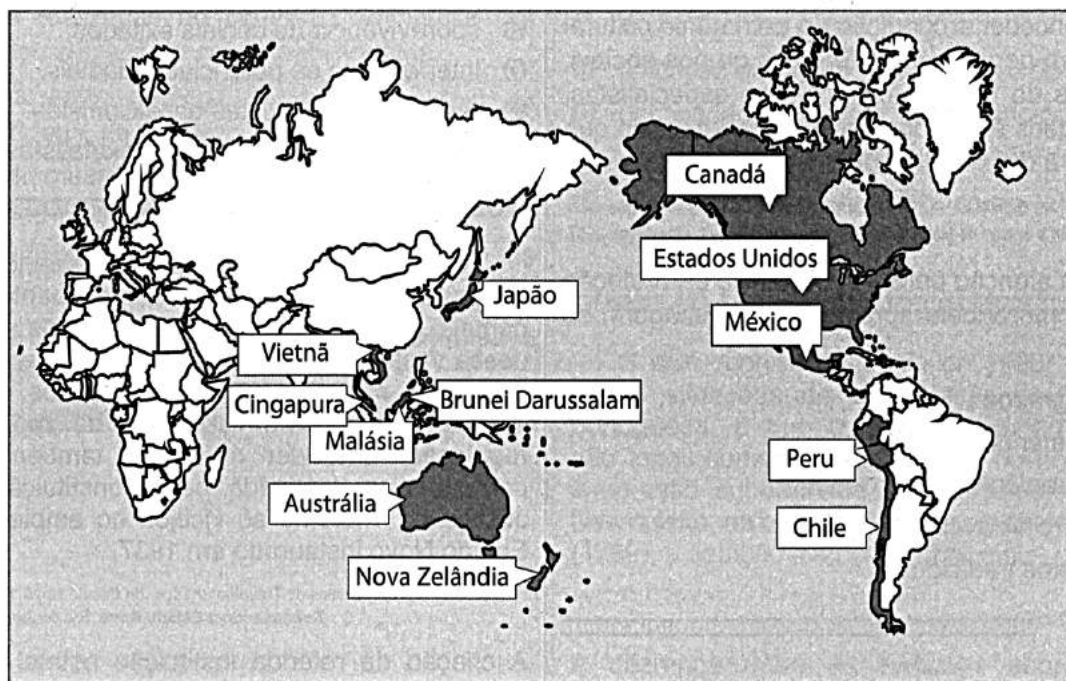 Canadá
Estados Unidos
Japão
México
Vietnã
Cingapura
Brunei Darussalam
Malásia
Peru
Austrália
Chile
Nova Zelândia